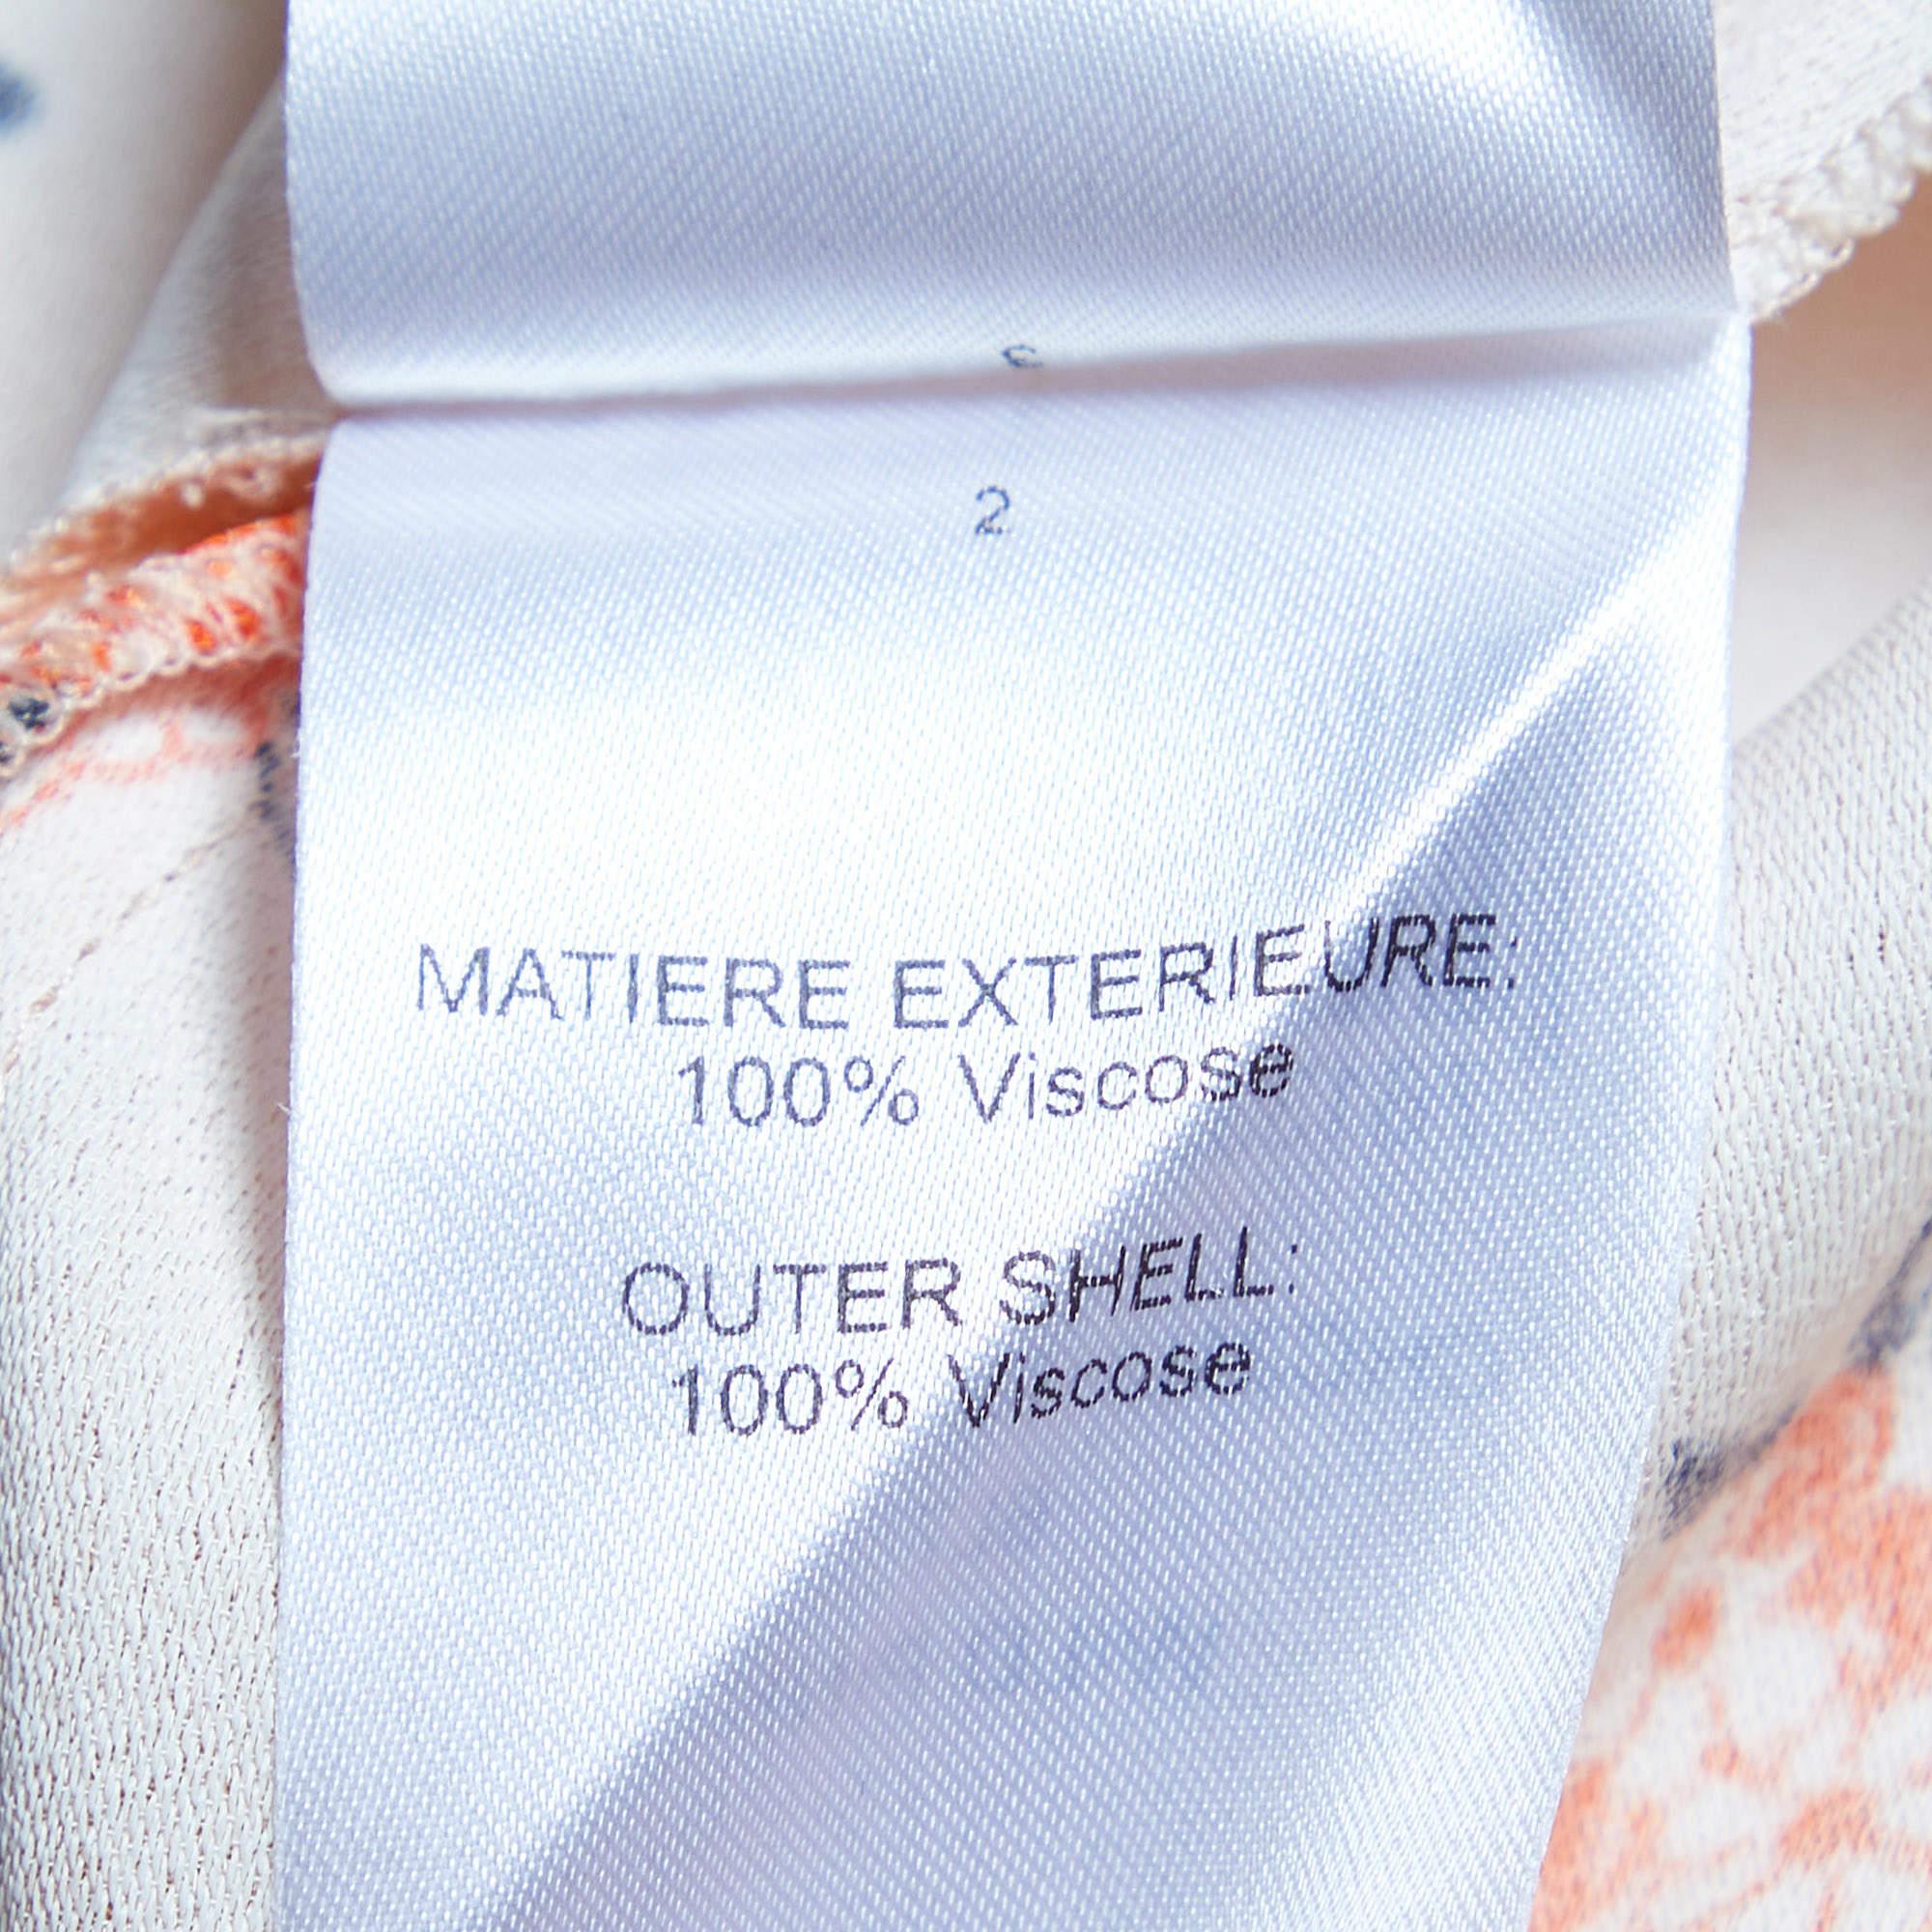 2
MATIERE EXTERIEURE:
100% Viscose
OUTER SHELL:
100% Viscose